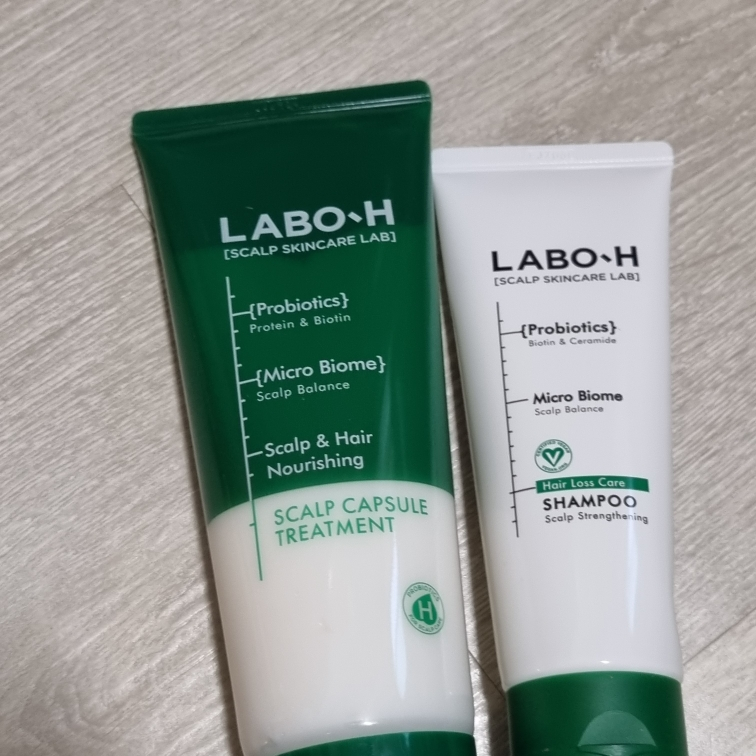 LABO-H
[SCALP SKINCARE LAB]
{Probiotics}
Protein & Biotin
{Micro Biome}
Scalp Balance
Scalp & Hair
Nourishing
SCALP CAPSULE
TREATMENT
H
LABO-H
[SCALP SKINCARE LAB]
{Probiotics}
Biotin & Ceramide
Micro Biome
Scalp Balance
Hair Loss Care
SHAMPOO
Scalp Strengthening